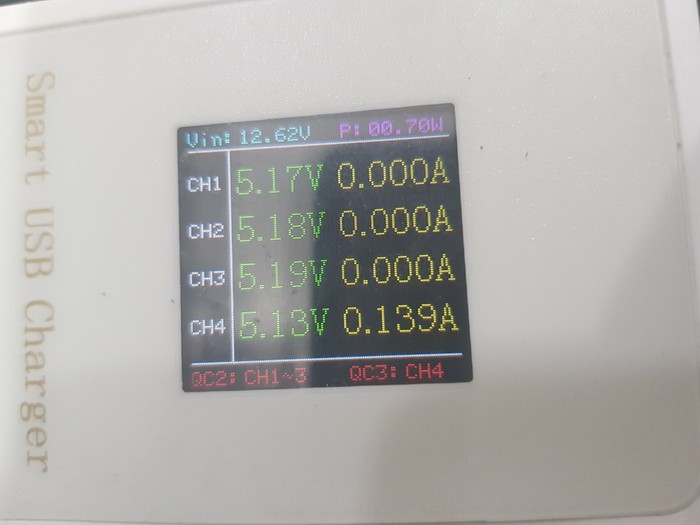 Smart USB Charger
Vin: 12.62V P: 00.70W
CH1 5.17V 0.000A
CH2 5.18V 0.000A
CH3 5.19V 0.000A
CH4 5.13V 0.139A
QC2: CH1~3 QC3: CH4